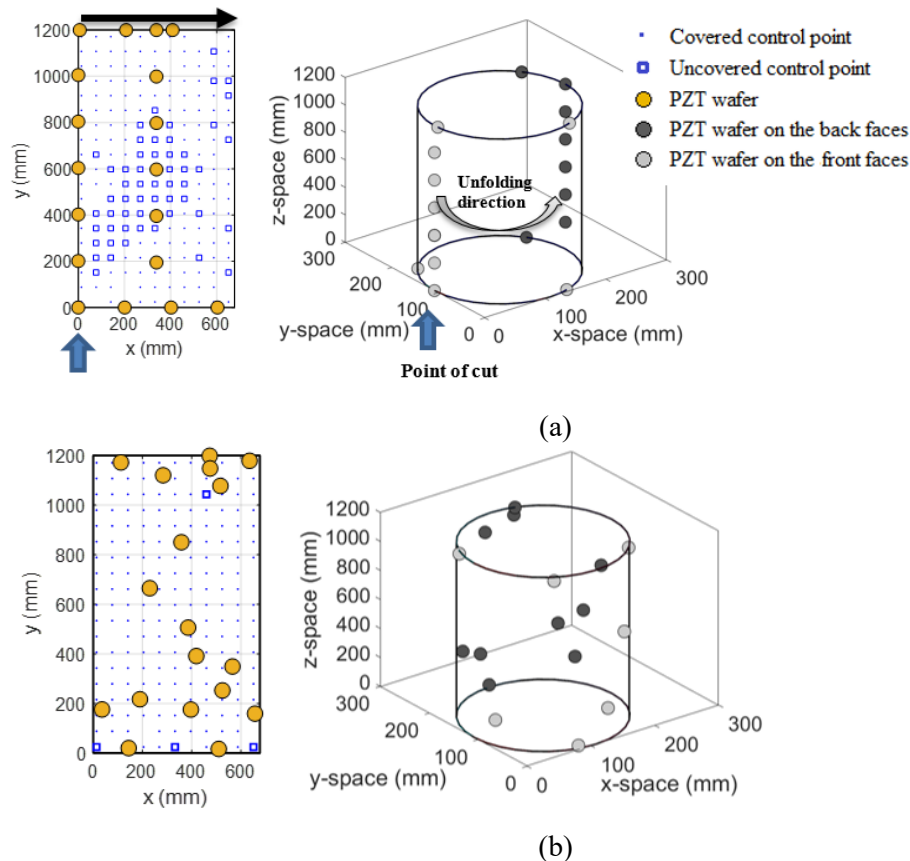 1200
1000
800
600
400
200
0
y (mm)
0
200
400
600
x (mm)
1200
1000
800
600
400
200
0
z-space (mm)
300
200
100
0
y-space (mm)
0
100
200
300
x-space (mm)
Unfolding
direction
Point of cut
Covered control point
Uncovered control point
PZT wafer
PZT wafer on the back faces
PZT wafer on the front faces
(a)
1200
1000
800
600
400
200
0
y (mm)
0
200
400
600
x (mm)
1200
1000
800
600
400
200
0
z-space (mm)
300
200
100
0
y-space (mm)
0
100
200
300
x-space (mm)
(b)